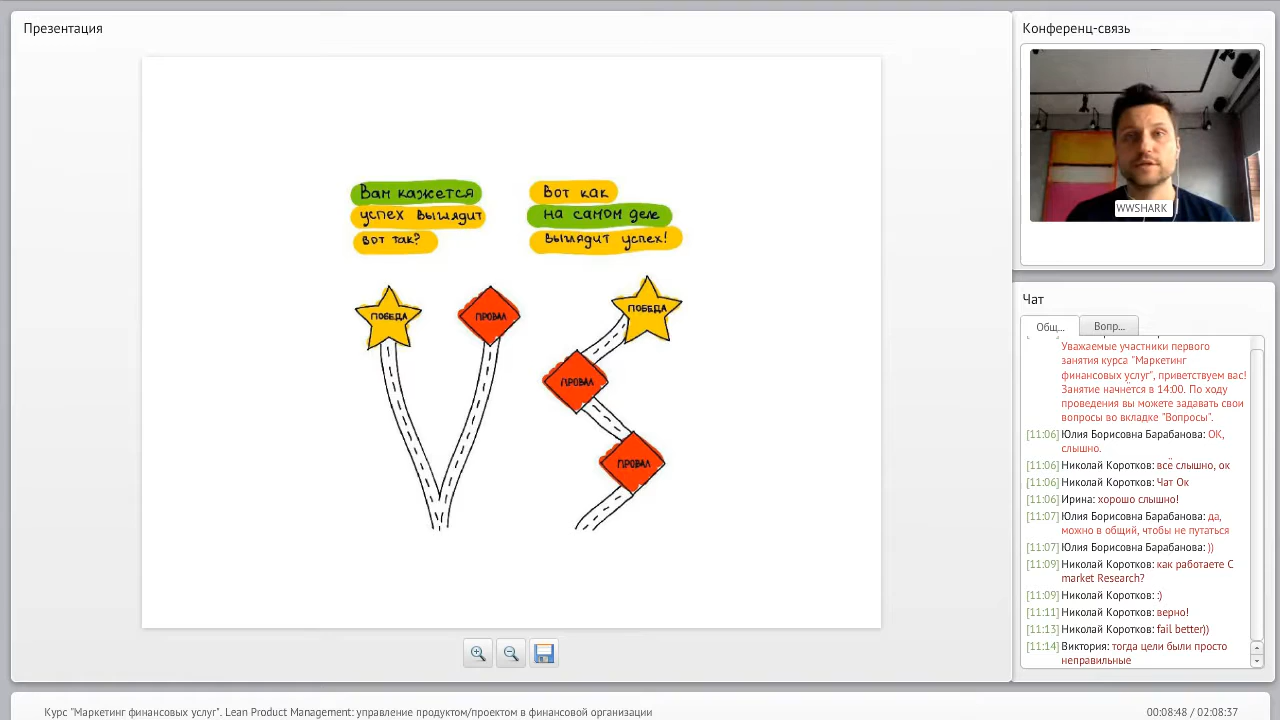 Презентация
Вам кажется
успех выглядит
вот так?
Вот как
на самом деле
выглядит успех!
ПОБЕДА
ПРОВАЛ
ПОБЕДА
ПРОВАЛ
ПРОВАЛ
Конференц-связь
WWSHARK
Чат
Общ...
Вопр...
Уважаемые участники первого
занятия курса "Маркетинг
финансовых услуг", приветствуем вас!
Занятие начнётся в 14:00. По ходу
проведения вы можете задавать свои
вопросы во вкладке "Вопросы".
[11:06] Юлия Борисовна Барабанова: ОК,
слышно.
[11:06] Николай Коротков: всё слышно, ок
[11:06] Николай Коротков: Чат Ок
[11:06] Ирина: хорошо слышно!
[11:07] Юлия Борисовна Барабанова: да,
можно в общий, чтобы не путаться
[11:07] Юлия Борисовна Барабанова: ))
[11:09] Николай Коротков: как работаете С
market Research?
[11:09] Николай Коротков: :)
[11:11] Николай Коротков: верно!
[11:13] Николай Коротков: fail better))
[11:14] Виктория: тогда цели были просто
неправильные
Курс "Маркетинг финансовых услуг". Lean Product Management: управление продуктом/проектом в финансовой организации
00:08:48 / 02:08:37